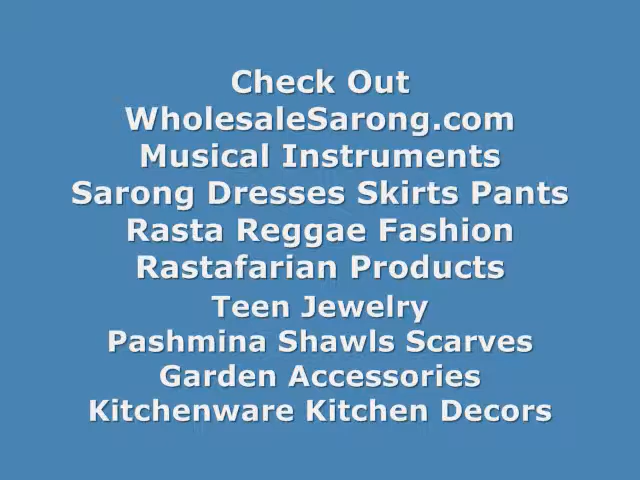 Check Out
WholesaleSarong.com
Musical Instruments
Sarong Dresses Skirts Pants
Rasta Reggae Fashion
Rastafarian Products
Teen Jewelry
Pashmina Shawls Scarves
Garden Accessories
Kitchenware Kitchen Decors